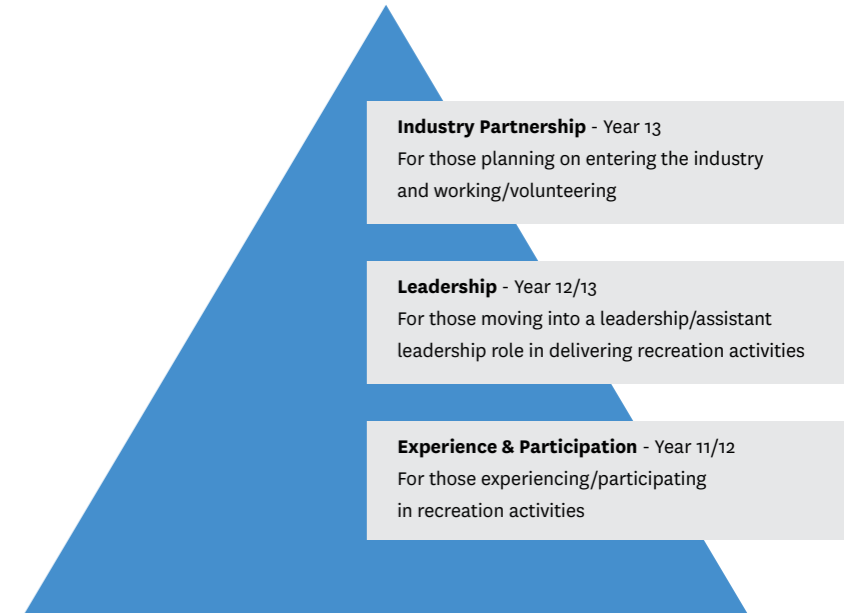 Industry Partnership - Year 13
For those planning on entering the industry
and working/volunteering
Leadership - Year 12/13
For those moving into a leadership/assistant
leadership role in delivering recreation activities
Experience & Participation - Year 11/12
For those experiencing/participating
in recreation activities